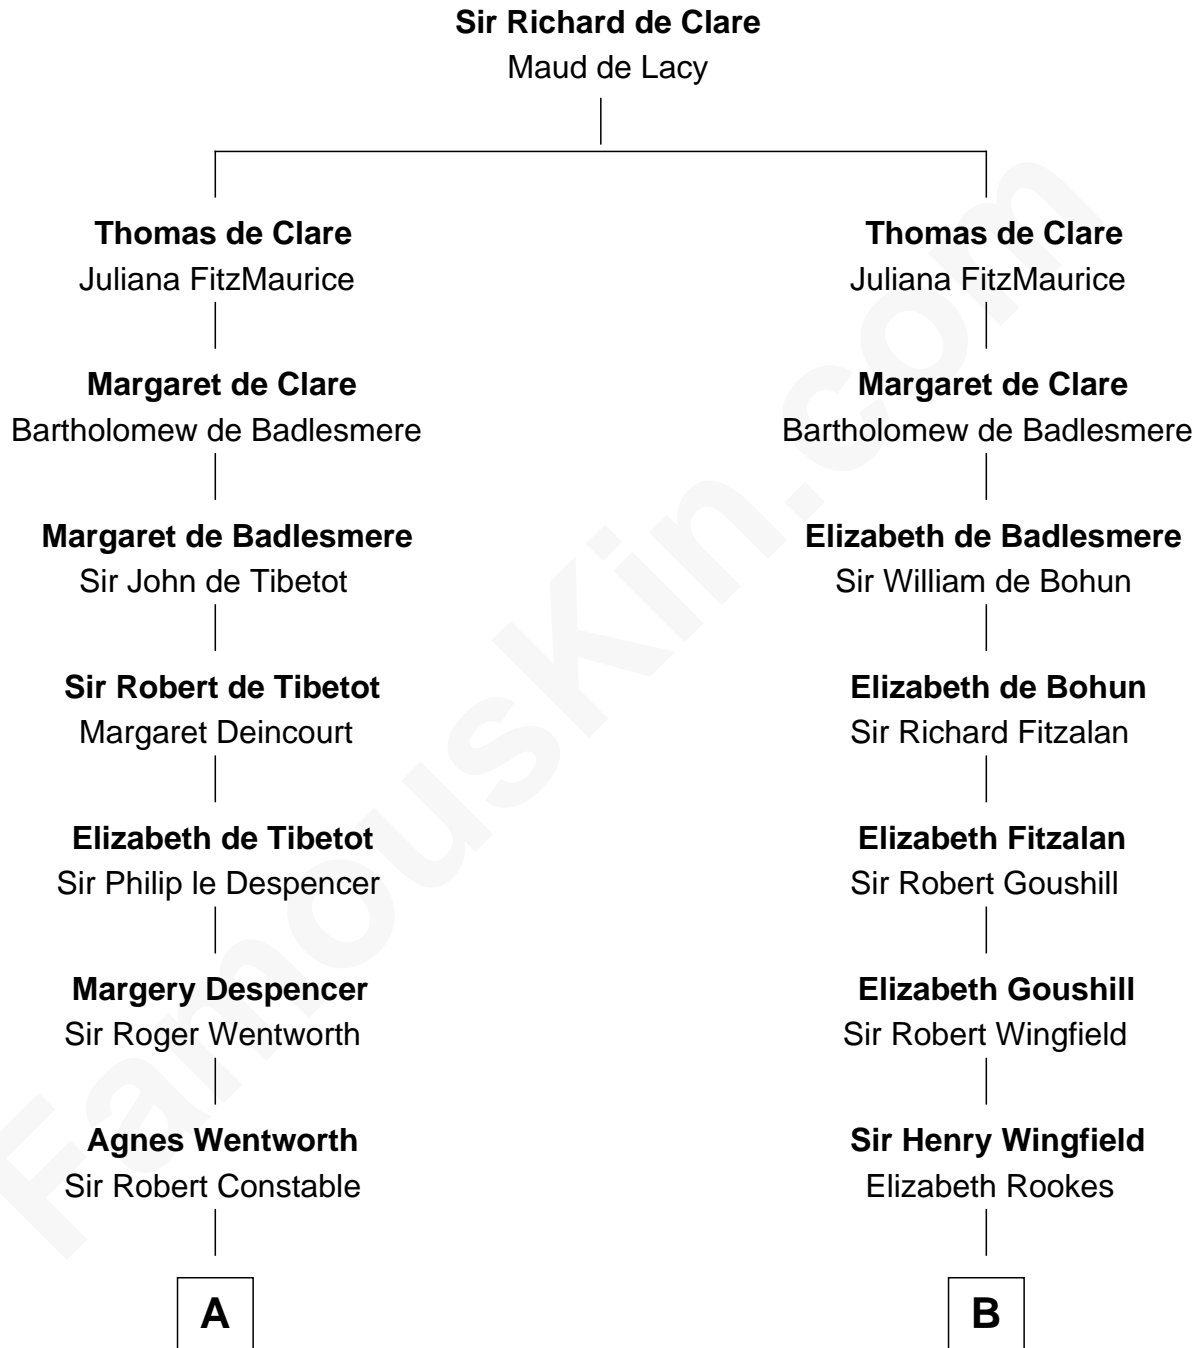 Sir Richard de Clare
Maud de Lacy
Thomas de Clare
Juliana FitzMaurice
Margaret de Clare
Bartholomew de Badlesmere
Margaret de Badlesmere
Sir John de Tibetot
Sir Robert de Tibetot
Margaret Deincourt
Elizabeth de Tibetot
Sir Philip le Despencer
Margery Despencer
Sir Roger Wentworth
Agnes Wentworth
Sir Robert Constable
A
Thomas de Clare
Juliana FitzMaurice
Margaret de Clare
Bartholomew de Badlesmere
Elizabeth de Badlesmere
Sir William de Bohun
Elizabeth de Bohun
Sir Richard Fitzalan
Elizabeth Fitzalan
Sir Robert Goushill
Elizabeth Goushill
Sir Robert Wingfield
Sir Henry Wingfield
Elizabeth Rookes
B
FamousKin.com